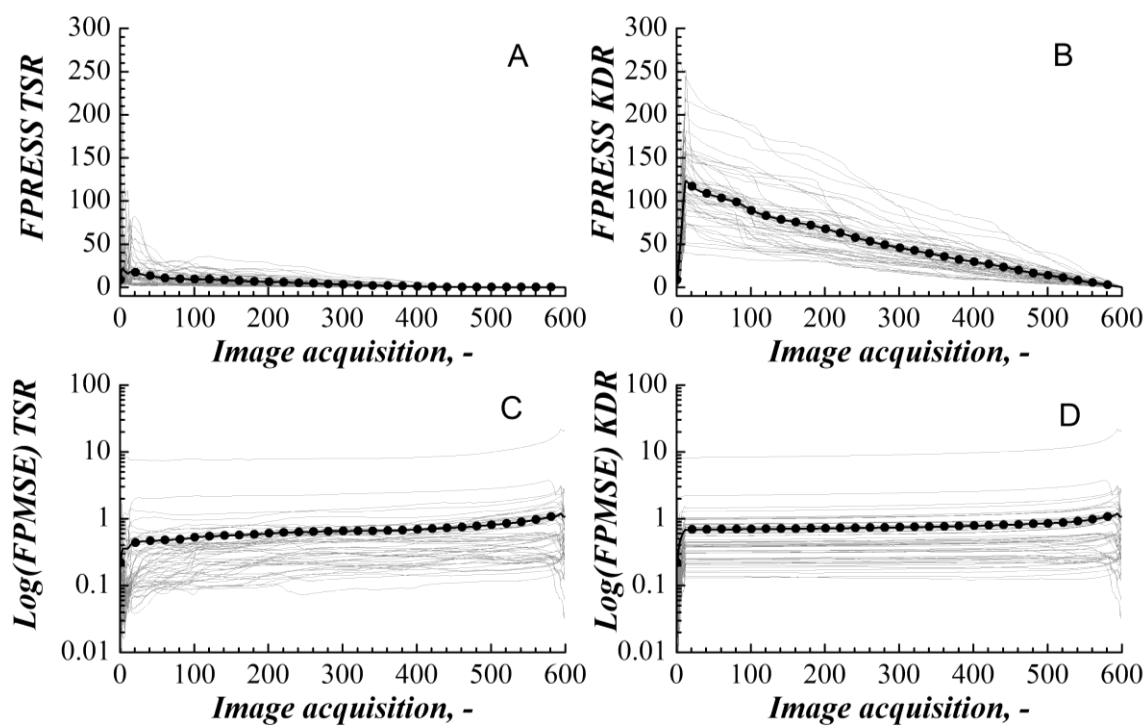 A
FPRESS TSR
300
250
200
150
100
50
0
0 100 200 300 400 500 600
Image acquisition, -
B
FPRESS KDR
300
250
200
150
100
50
0
0 100 200 300 400 500 600
Image acquisition, -
C
Log(FPMSE) TSR
100
10
1
0.1
0.01
0 100 200 300 400 500 600
Image acquisition, -
D
Log(FPMSE) KDR
100
10
1
0.1
0.01
0 100 200 300 400 500 600
Image acquisition, -